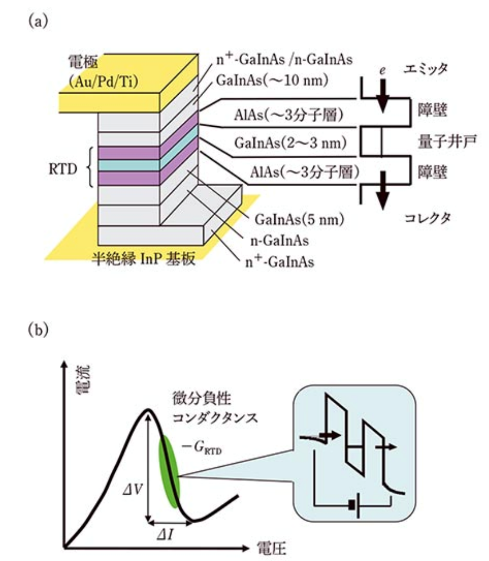 (a)
電極
(Au/Pd/Ti)
n⁺-GaInAs /n-GaInAs
GaInAs(〜10 nm)
AlAs(〜3分子層)
GaInAs(2〜3 nm)
AlAs(〜3分子層)
RTD
GaInAs(5 nm)
n-GaInAs
n⁺-GaInAs
半絶縁 InP 基板
e
エミッタ
障壁
量子井戸
障壁
コレクタ
(b)
電流
微分負性
コンダクタンス
−G_RTD
ΔV
ΔI
電圧